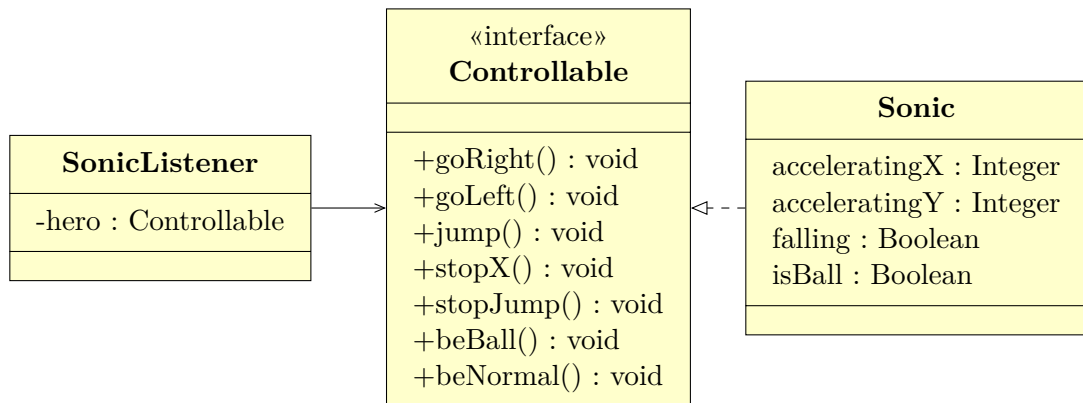 SonicListener
-hero : Controllable
«interface»
Controllable
+goRight() : void
+goLeft() : void
+jump() : void
+stopX() : void
+stopJump() : void
+beBall() : void
+beNormal() : void
Sonic
acceleratingX : Integer
acceleratingY : Integer
falling : Boolean
isBall : Boolean